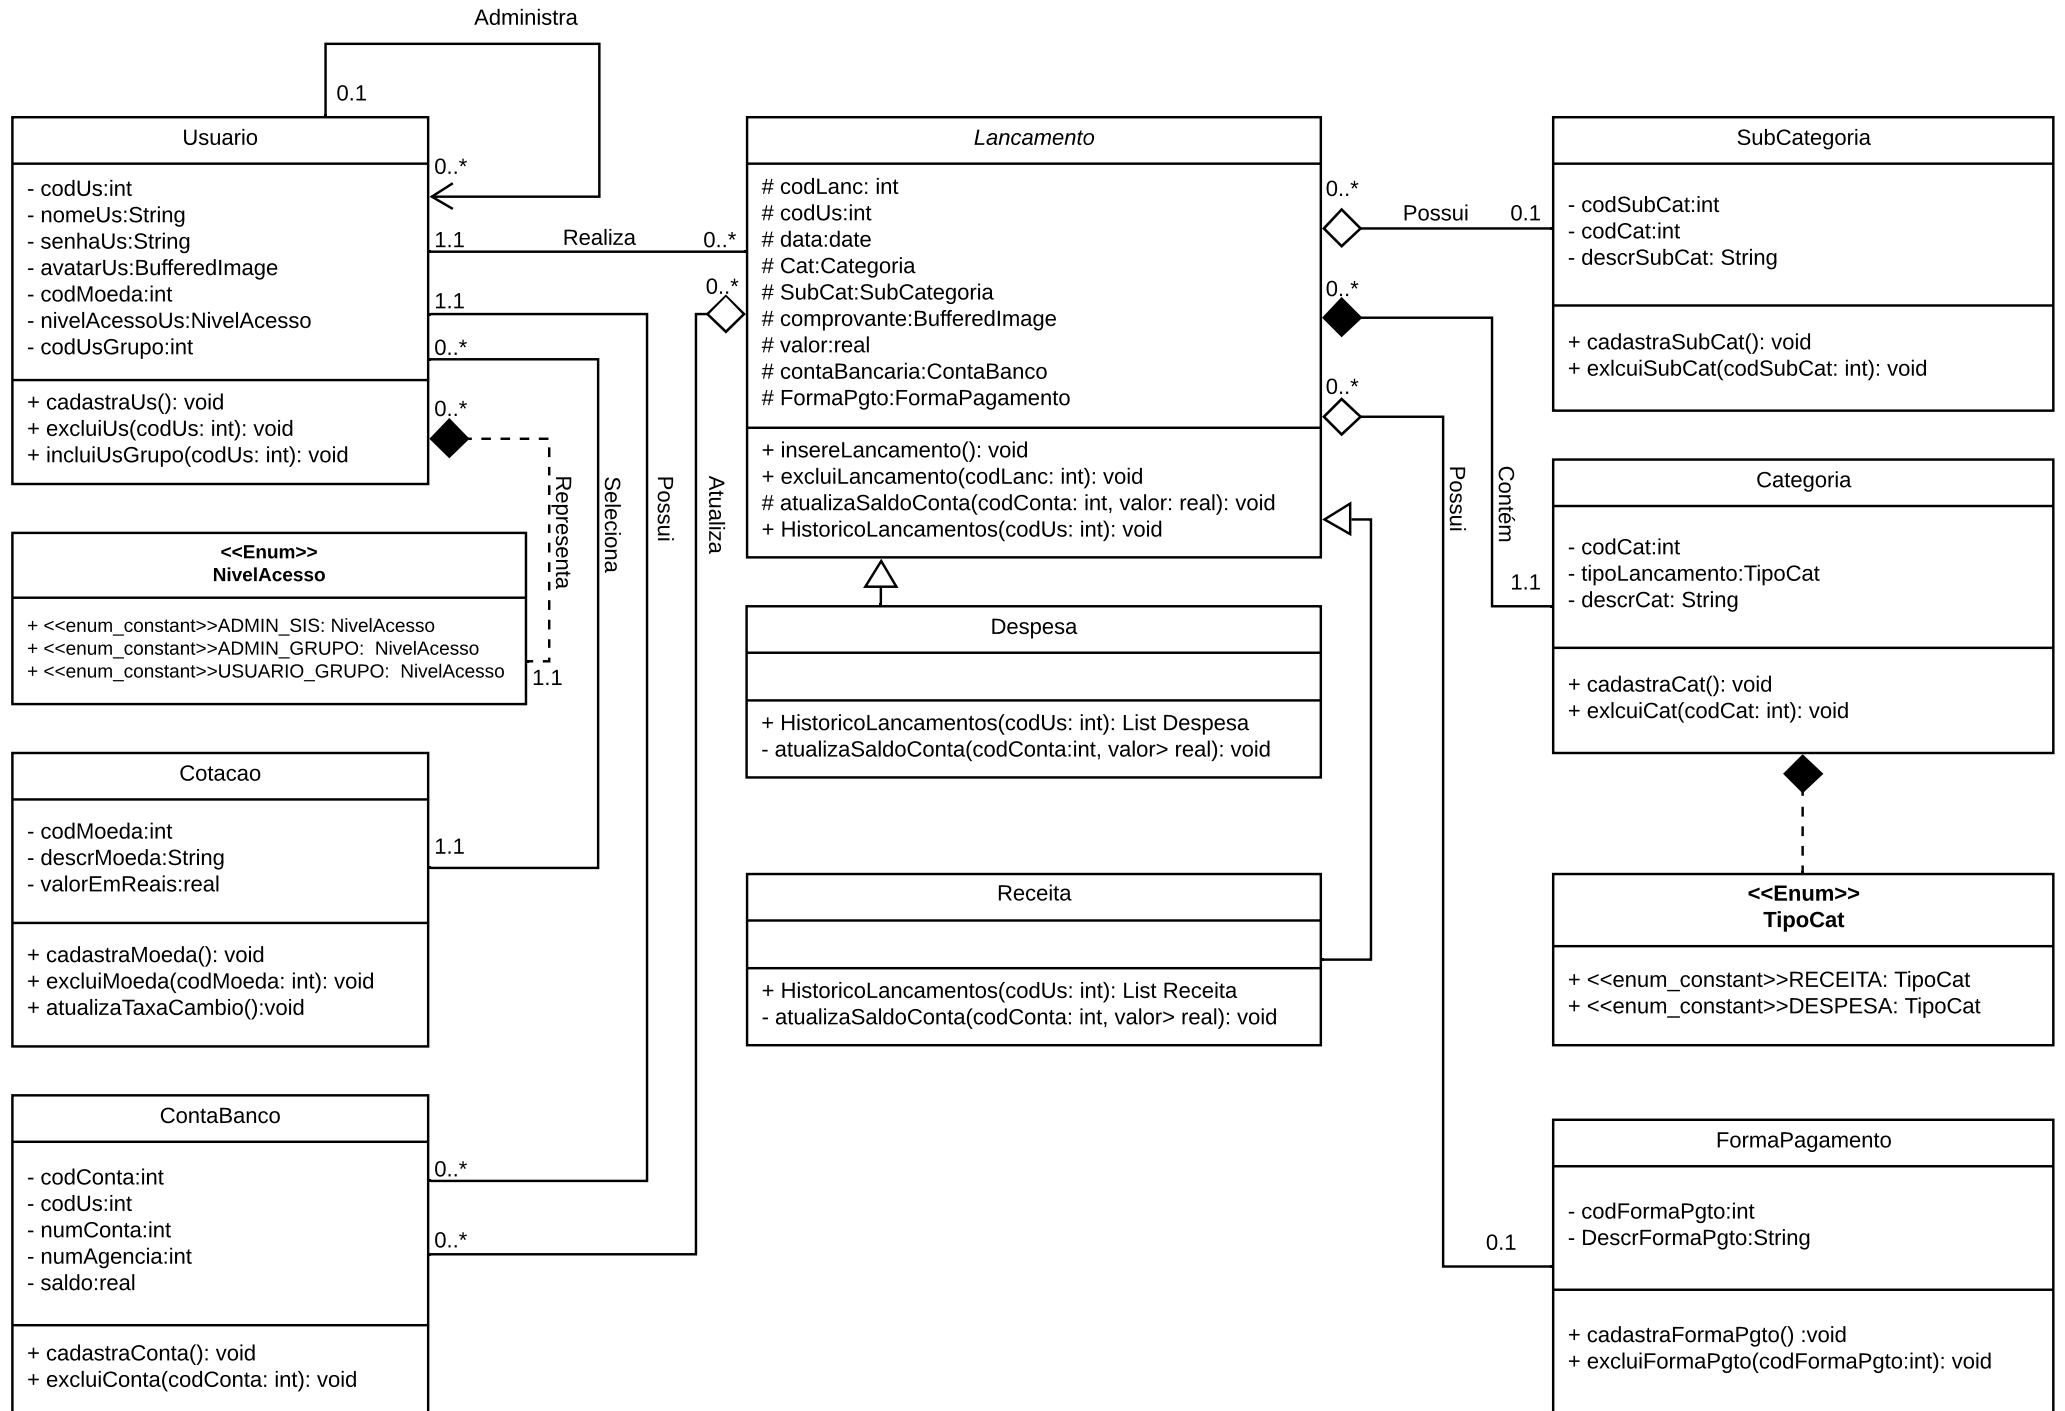 Administra
0.1
0..*
Usuario
- codUs:int
- nomeUs:String
- senhaUs:String
- avatarUs:BufferedImage
- codMoeda:int
- nivelAcessoUs:NivelAcesso
- codUsGrupo:int
+ cadastraUs(): void
+ excluiUs(codUs: int): void
+ incluiUsGrupo(codUs: int): void
1.1
Realiza
0..*
1.1
0..*
0..*
0..*
Representa
Seleciona
Possui
Atualiza
<<Enum>>
NivelAcesso
+ <<enum_constant>>ADMIN_SIS: NivelAcesso
+ <<enum_constant>>ADMIN_GRUPO:  NivelAcesso
+ <<enum_constant>>USUARIO_GRUPO:  NivelAcesso
1.1
Cotacao
- codMoeda:int
- descrMoeda:String
- valorEmReais:real
+ cadastraMoeda(): void
+ excluiMoeda(codMoeda: int): void
+ atualizaTaxaCambio():void
1.1
ContaBanco
- codConta:int
- codUs:int
- numConta:int
- numAgencia:int
- saldo:real
+ cadastraConta(): void
+ excluiConta(codConta: int): void
0..*
0..*
Lancamento
# codLanc: int
# codUs:int
# data:date
# Cat:Categoria
# SubCat:SubCategoria
# comprovante:BufferedImage
# valor:real
# contaBancaria:ContaBanco
# FormaPgto:FormaPagamento
+ insereLancamento(): void
+ excluiLancamento(codLanc: int): void
# atualizaSaldoConta(codConta: int, valor: real): void
+ HistoricoLancamentos(codUs: int): void
Despesa
+ HistoricoLancamentos(codUs: int): List Despesa
- atualizaSaldoConta(codConta:int, valor> real): void
Receita
+ HistoricoLancamentos(codUs: int): List Receita
- atualizaSaldoConta(codConta: int, valor> real): void
0..*
Possui
0.1
0..*
0..*
Possui
Contém
1.1
0.1
SubCategoria
- codSubCat:int
- codCat:int
- descrSubCat: String
+ cadastraSubCat(): void
+ exlcuiSubCat(codSubCat: int): void
Categoria
- codCat:int
- tipoLancamento:TipoCat
- descrCat: String
+ cadastraCat(): void
+ exlcuiCat(codCat: int): void
<<Enum>>
TipoCat
+ <<enum_constant>>RECEITA: TipoCat
+ <<enum_constant>>DESPESA: TipoCat
FormaPagamento
- codFormaPgto:int
- DescrFormaPgto:String
+ cadastraFormaPgto() :void
+ excluiFormaPgto(codFormaPgto:int): void